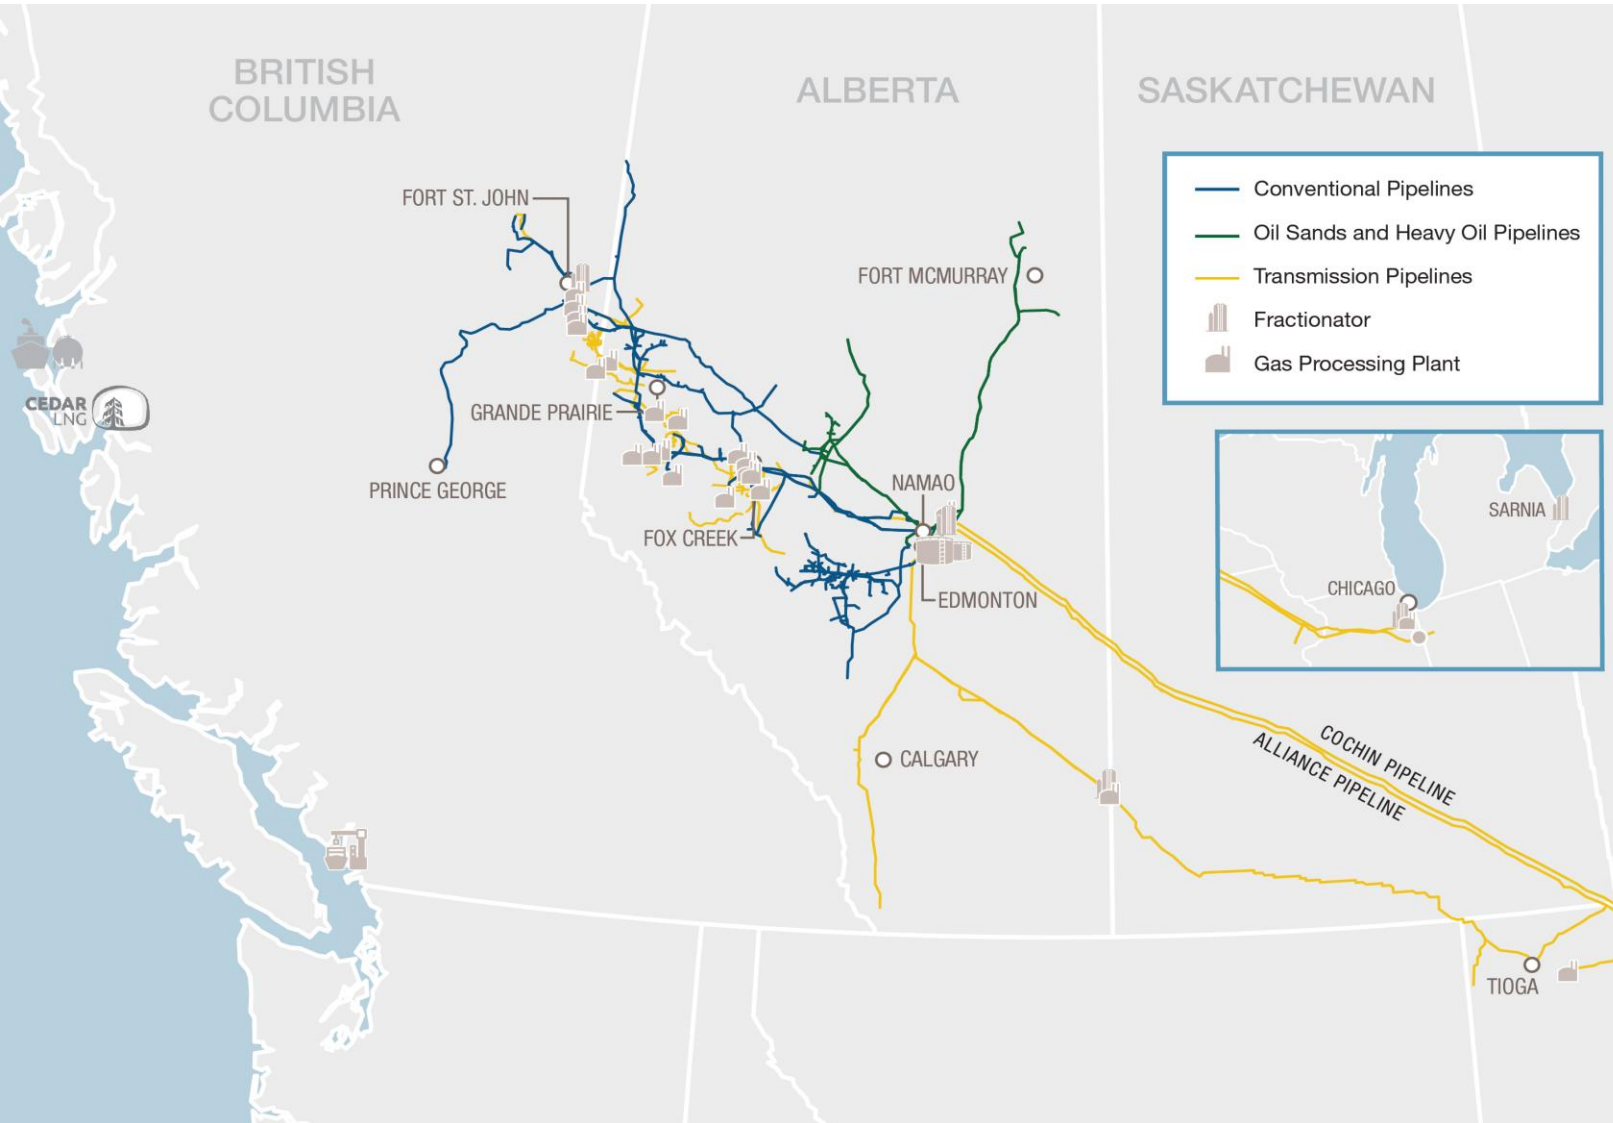 BRITISH
COLUMBIA
ALBERTA
SASKATCHEWAN
Conventional Pipelines
Oil Sands and Heavy Oil Pipelines
Transmission Pipelines
Fractionator
Gas Processing Plant
FORT ST. JOHN
FORT MCMURRAY
CEDAR
LNG
GRANDE PRAIRIE
PRINCE GEORGE
NAMAO
FOX CREEK
EDMONTON
SARNIA
CHICAGO
CALGARY
COCHIN PIPELINE
ALLIANCE PIPELINE
TIOGA